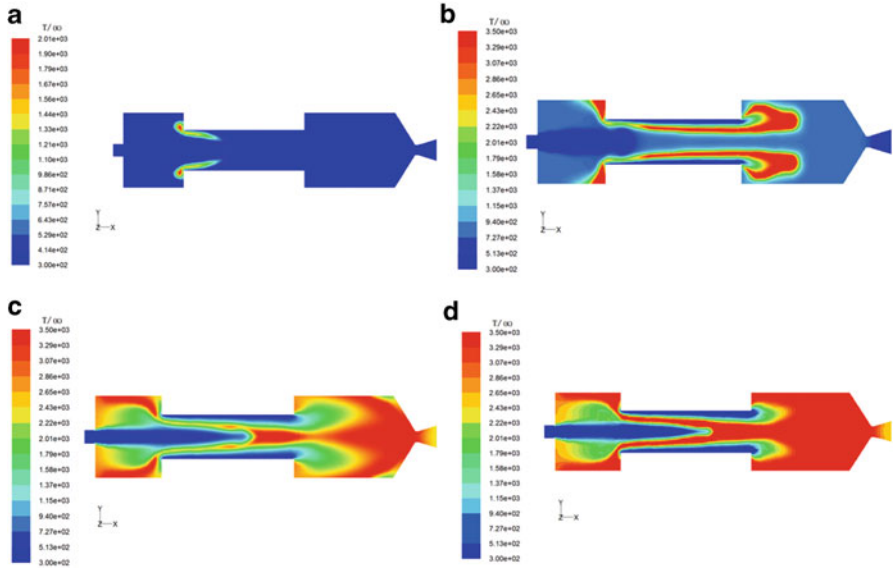 a
T/ (K)
2.01e+03
1.90e+03
1.79e+03
1.67e+03
1.56e+03
1.44e+03
1.33e+03
1.21e+03
1.10e+03
9.86e+02
8.71e+02
7.57e+02
6.43e+02
5.29e+02
4.14e+02
3.00e+02
Y
Z
X
b
T/ (K)
3.50e+03
3.29e+03
3.07e+03
2.86e+03
2.65e+03
2.43e+03
2.22e+03
2.01e+03
1.79e+03
1.58e+03
1.37e+03
1.15e+03
9.40e+02
7.27e+02
5.13e+02
3.00e+02
Y
Z
X
c
T/ (K)
3.50e+03
3.29e+03
3.07e+03
2.86e+03
2.65e+03
2.43e+03
2.22e+03
2.01e+03
1.79e+03
1.58e+03
1.37e+03
1.15e+03
9.40e+02
7.27e+02
5.13e+02
3.00e+02
Y
Z
X
d
T/ (K)
3.50e+03
3.29e+03
3.07e+03
2.86e+03
2.65e+03
2.43e+03
2.22e+03
2.01e+03
1.79e+03
1.58e+03
1.37e+03
1.15e+03
9.40e+02
7.27e+02
5.13e+02
3.00e+02
Y
Z
X